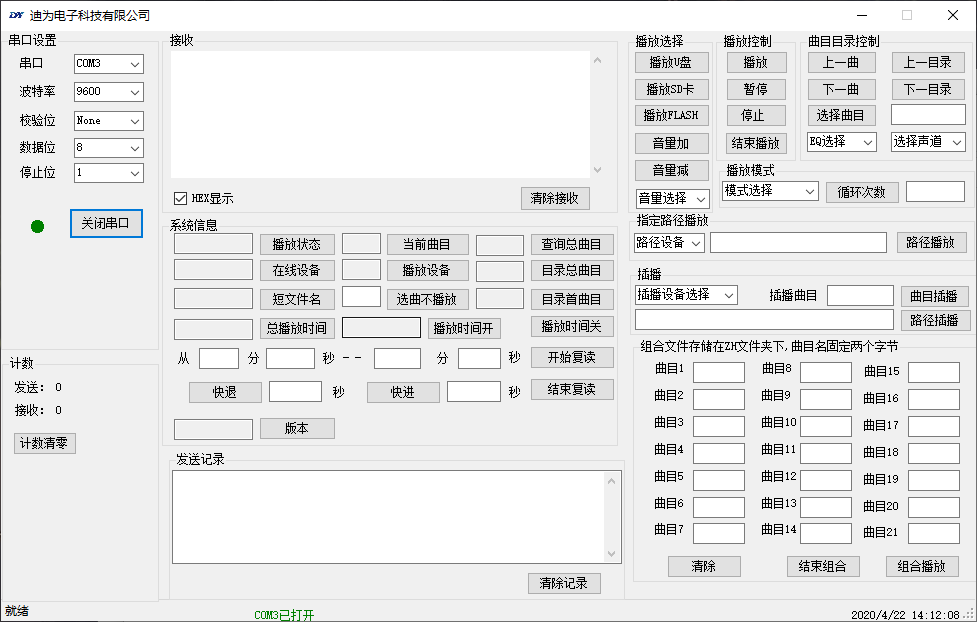 DY 迪为电子科技有限公司
串口设置
串口 COM3
波特率 9600
校验位 None
数据位 8
停止位 1
关闭串口
计数
发送: 0
接收: 0
计数清零
接收
HEX显示 清除接收
系统信息
播放状态 当前曲目 查询总曲目
在线设备 播放设备 目录总曲目
短文件名 选曲不播放 目录首曲目
总播放时间 播放时间开 播放时间关
从 分 秒 -- 分 秒 开始复读
快退 秒 快进 秒 结束复读
版本
发送记录
清除记录
播放选择
播放U盘
播放SD卡
播放FLASH
音量加
音量减
音量选择
播放控制
播放
暂停
停止
结束播放
曲目目录控制
上一曲 上一目录
下一曲 下一目录
选择曲目
EQ选择 选择声道
播放模式
模式选择 循环次数
指定路径播放
路径设备 路径播放
插播
插播设备选择 插播曲目 曲目插播
路径插播
组合文件存储在ZH文件夹下,曲目名固定两个字节
曲目1 曲目8 曲目15
曲目2 曲目9 曲目16
曲目3 曲目10 曲目17
曲目4 曲目11 曲目18
曲目5 曲目12 曲目19
曲目6 曲目13 曲目20
曲目7 曲目14 曲目21
清除 结束组合 组合播放
就绪 COM3已打开 2020/4/22 14:12:08